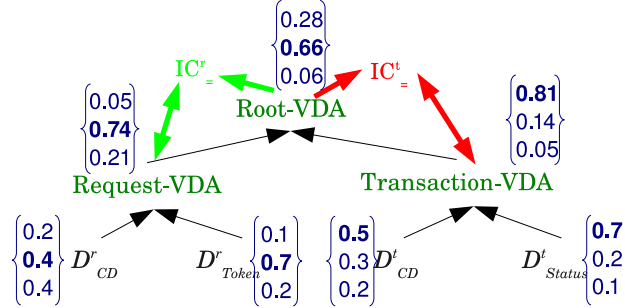 0.28
0.66
0.06
IC^r_=
IC^t_=
Root-VDA
0.05
0.74
0.21
0.81
0.14
0.05
Request-VDA
Transaction-VDA
0.2
0.4
0.4
D^r_CD
D^r_Token
0.1
0.7
0.2
0.5
0.3
0.2
D^t_CD
D^t_Status
0.7
0.2
0.1